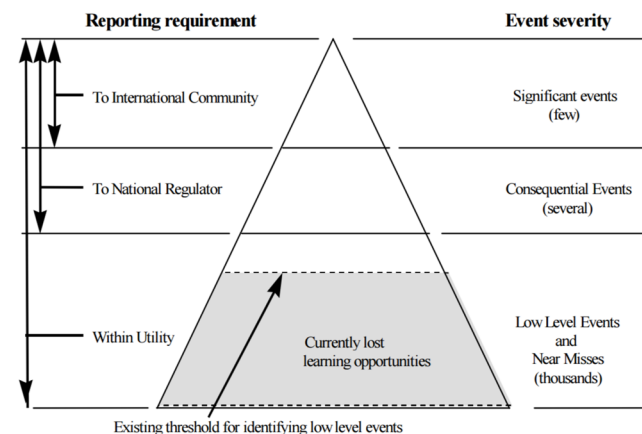 Reporting requirement
Event severity
To International Community
Significant events
(few)
To National Regulator
Consequential Events
(several)
Within Utility
Currently lost
learning opportunities
Low Level Events
and
Near Misses
(thousands)
Existing threshold for identifying low level events